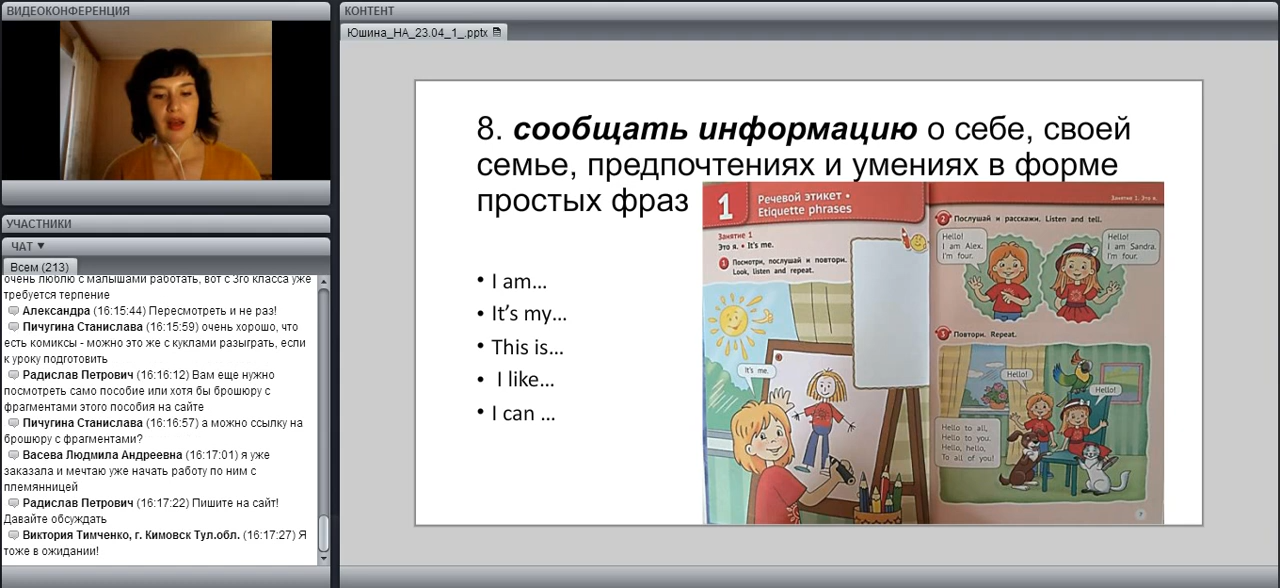 ВИДЕОКОНФЕРЕНЦИЯ
УЧАСТНИКИ
ЧАТ ▼
Всем (213)
очень люблю с малышами работать, вот с 3го класса уже
требуется терпение
Александра (16:15:44) Пересмотреть и не раз!
Пичугина Станислава (16:15:59) очень хорошо, что
есть комиксы - можно это же с куклами разыграть, если
к уроку подготовить
Радислав Петрович (16:16:12) Вам еще нужно
посмотреть само пособие или хотя бы брошюру с
фрагментами этого пособия на сайте
Пичугина Станислава (16:16:57) а можно ссылку на
брошюру с фрагментами?
Васева Людмила Андреевна (16:17:01) я уже
заказала и мечтаю уже начать работу по ним с
племянницей
Радислав Петрович (16:17:22) Пишите на сайт!
Давайте обсуждать
Виктория Тимченко, г. Кимовск Тул.обл. (16:17:27) Я
тоже в ожидании!
КОНТЕНТ
Юшина_НА_23.04_1_.pptx
8. сообщать информацию о себе, своей
семье, предпочтениях и умениях в форме
простых фраз
• I am…
• It's my…
• This is…
• I like…
• I can …
1
Речевой этикет •
Etiquette phrases
Занятие 1
Это я. • It's me.
1 Посмотри, послушай и повтори.
Look, listen and repeat.
It's me.
Занятие 1. Это я.
2 Послушай и расскажи. Listen and tell.
Hello!
I am Alex.
I'm four.
Hello!
I am Sandra.
I'm four.
3 Повтори. Repeat.
Hello!
Hello!
Hello to all,
Hello to you.
Hello, hello,
To all of you!
7